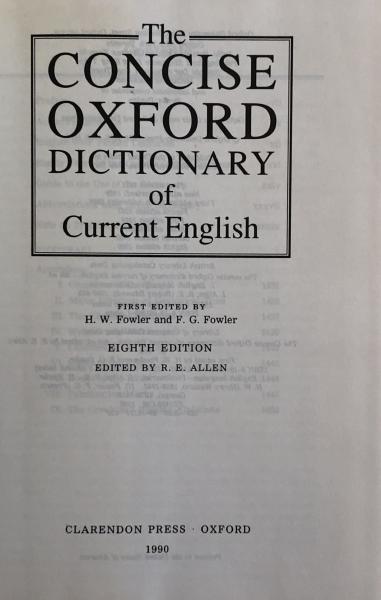 The
CONCISE
OXFORD
DICTIONARY
of
Current English
FIRST EDITED BY
H. W. Fowler and F. G. Fowler
EIGHTH EDITION
EDITED BY R. E. ALLEN
CLARENDON PRESS · OXFORD
1990